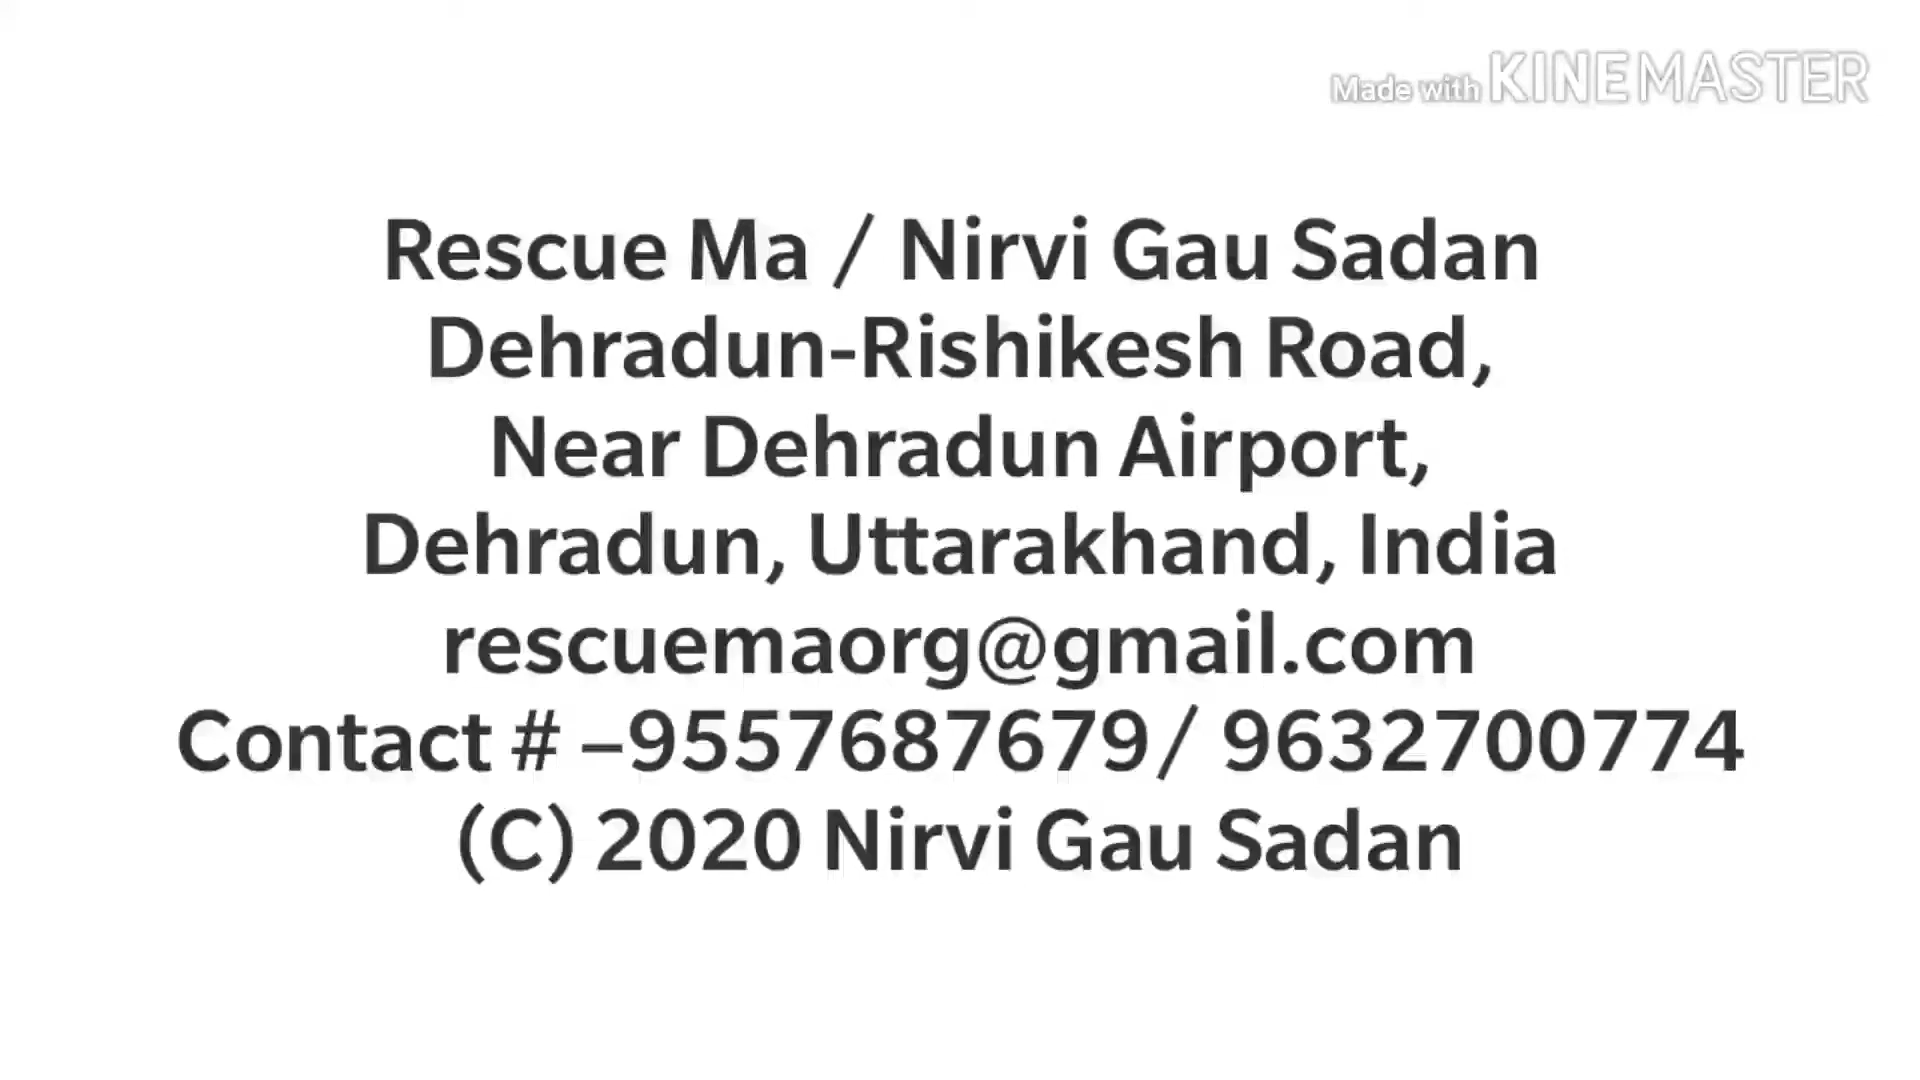 Made with KINEMASTER
Rescue Ma / Nirvi Gau Sadan
Dehradun-Rishikesh Road,
Near Dehradun Airport,
Dehradun, Uttarakhand, India
rescuemaorg@gmail.com
Contact # –9557687679/ 9632700774
(C) 2020 Nirvi Gau Sadan